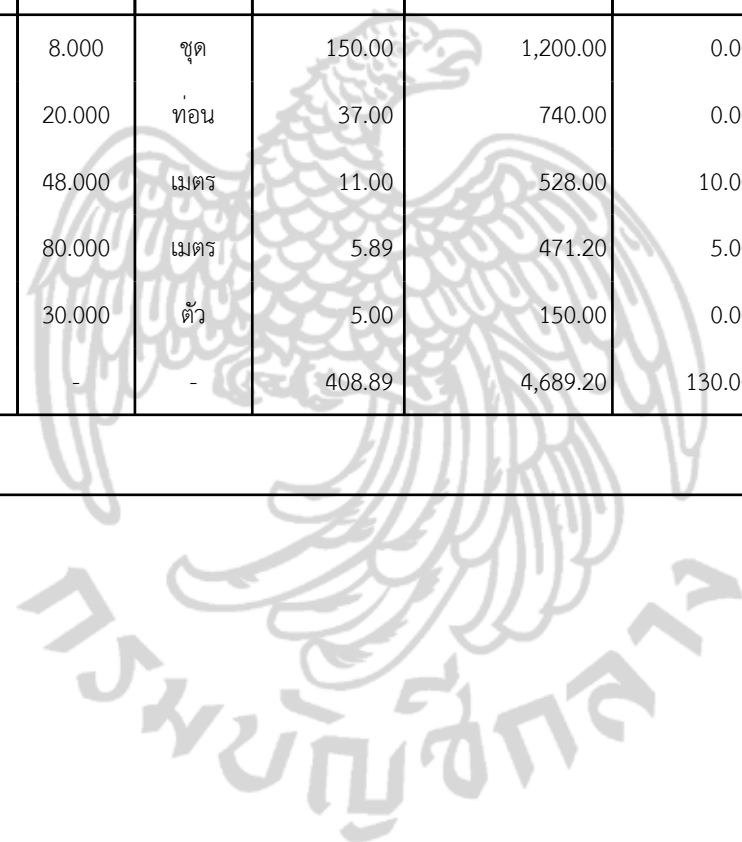 8.000 ชุด 150.00 1,200.00 0.0
20.000 ท่อน 37.00 740.00 0.0
48.000 เมตร 11.00 528.00 10.0
80.000 เมตร 5.89 471.20 5.0
30.000 ตัว 5.00 150.00 0.0
- - 408.89 4,689.20 130.0
กรมบัญชีกลาง